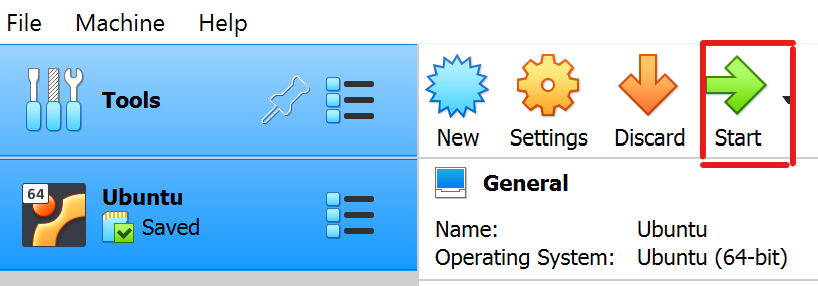 File Machine Help
Tools
New Settings Discard Start
64
Ubuntu
Saved
General
Name: Ubuntu
Operating System: Ubuntu (64-bit)